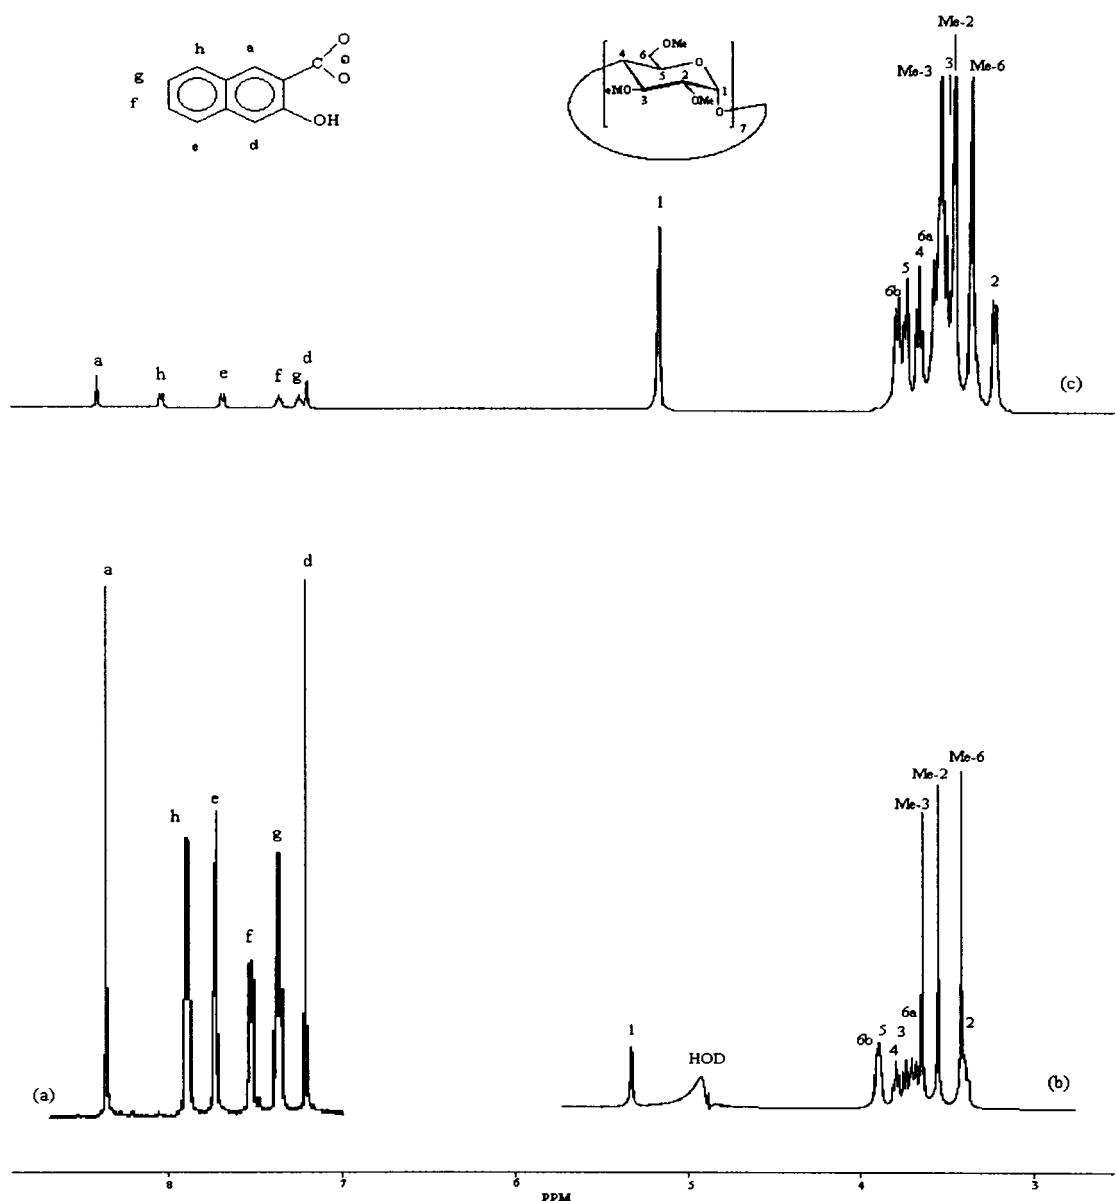 h a C O
O
g
f
OH
e d
4 6 OMe
5 O
2 1
eMO 3 OMe O
7
Me-2
Me-3 3 Me-6
1
6a
4
5
6b 2
a
h e f g d
(c)
a d
h e g
f
(a)
Me-6
Me-2
Me-3
6a
1 HOD 6b 5 4 3 2
(b)
8 7 6 5 4 3
PPM